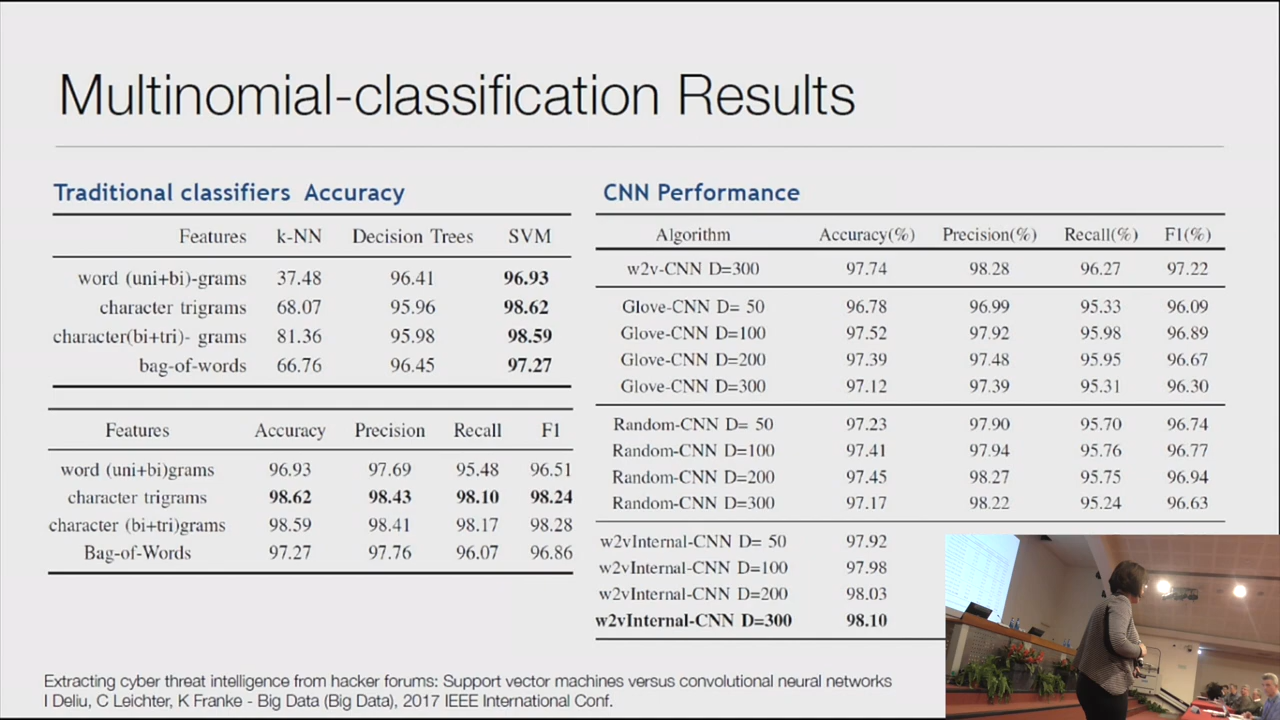 Multinomial-classification Results
Traditional classifiers Accuracy
Features k-NN Decision Trees SVM
word (uni+bi)-grams 37.48 96.41 96.93
character trigrams 68.07 95.96 98.62
character(bi+tri)- grams 81.36 95.98 98.59
bag-of-words 66.76 96.45 97.27
Features Accuracy Precision Recall F1
word (uni+bi)grams 96.93 97.69 95.48 96.51
character trigrams 98.62 98.43 98.10 98.24
character (bi+tri)grams 98.59 98.41 98.17 98.28
Bag-of-Words 97.27 97.76 96.07 96.86
CNN Performance
Algorithm Accuracy(%) Precision(%) Recall(%) F1(%)
w2v-CNN D=300 97.74 98.28 96.27 97.22
Glove-CNN D= 50 96.78 96.99 95.33 96.09
Glove-CNN D=100 97.52 97.92 95.98 96.89
Glove-CNN D=200 97.39 97.48 95.95 96.67
Glove-CNN D=300 97.12 97.39 95.31 96.30
Random-CNN D= 50 97.23 97.90 95.70 96.74
Random-CNN D=100 97.41 97.94 95.76 96.77
Random-CNN D=200 97.45 98.27 95.75 96.94
Random-CNN D=300 97.17 98.22 95.24 96.63
w2vInternal-CNN D= 50 97.92
w2vInternal-CNN D=100 97.98
w2vInternal-CNN D=200 98.03
w2vInternal-CNN D=300 98.10
Extracting cyber threat intelligence from hacker forums: Support vector machines versus convolutional neural networks
I Deliu, C Leichter, K Franke - Big Data (Big Data), 2017 IEEE International Conf.